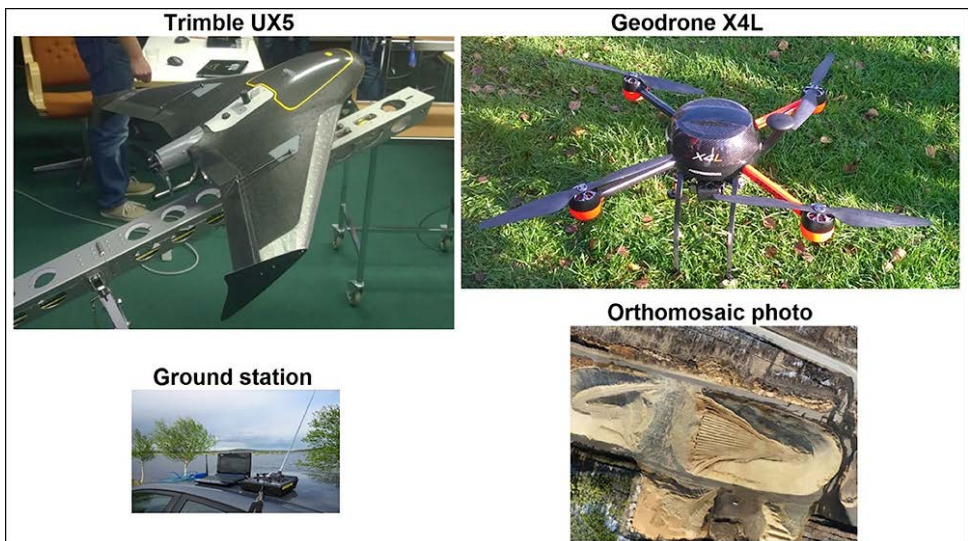 Trimble UX5
Geodrone X4L
X4L
Orthomosaic photo
Ground station